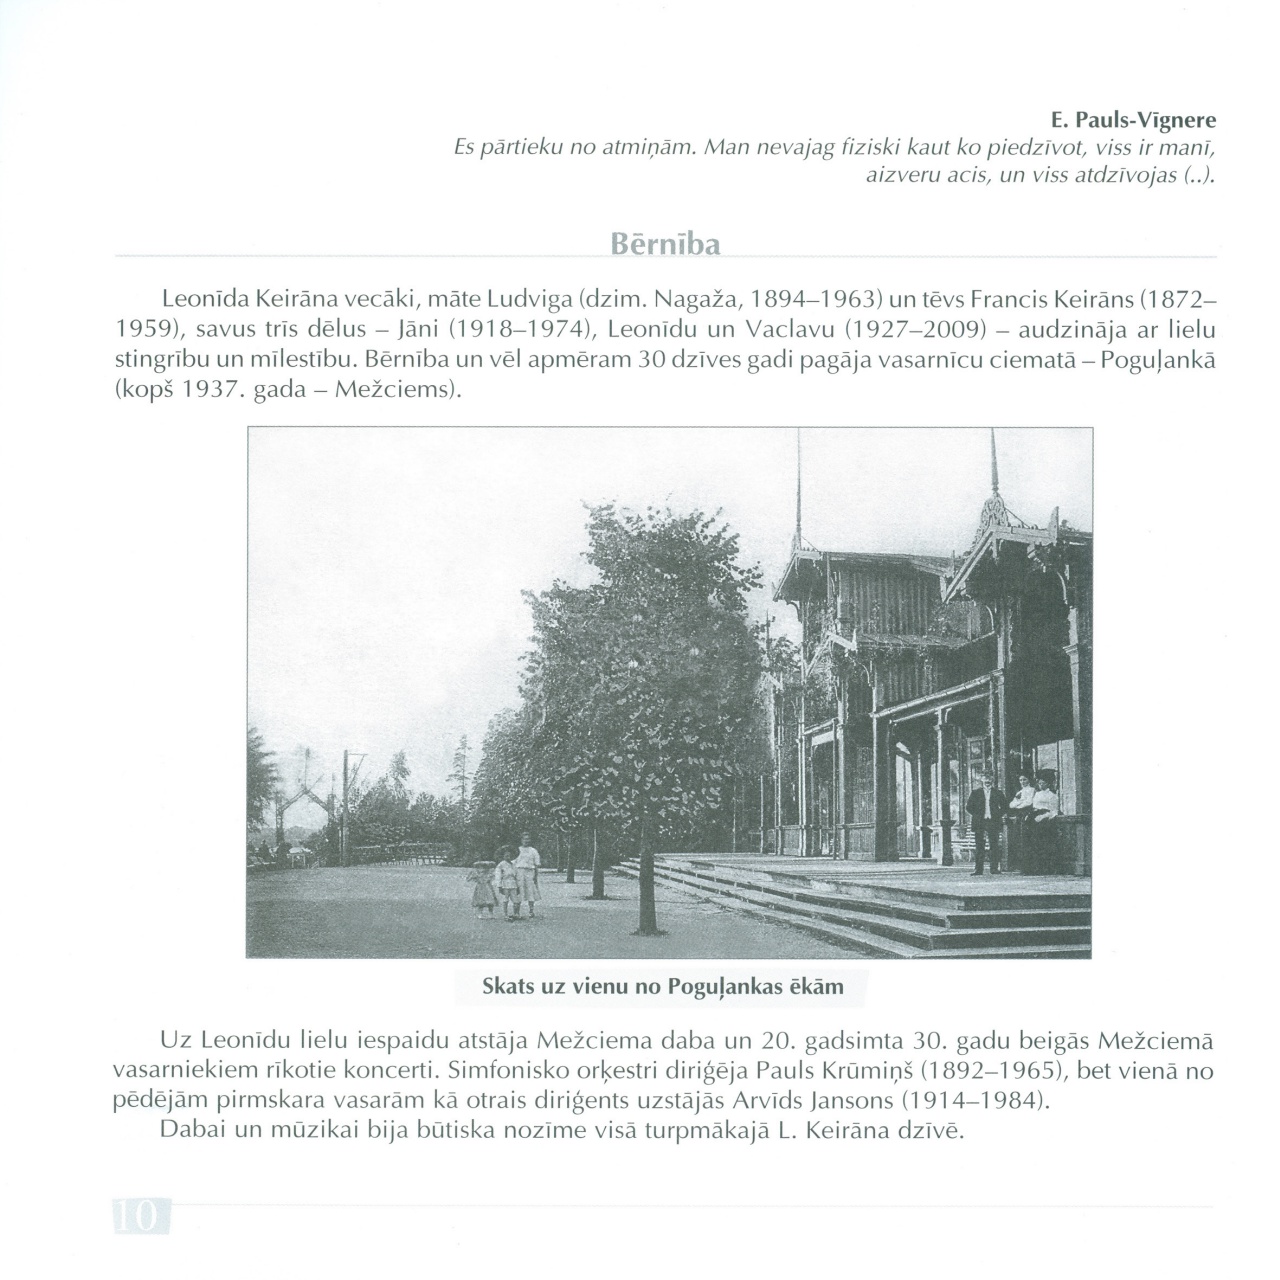 E. Pauls-Vīgnere
Es pārtieku no atmiņām. Man nevajag fiziski kaut ko piedzīvot, viss ir manī,
aizveru acis, un viss atdzīvojas (..).
Bērnība
Leonīda Keirāna vecāki, māte Ludviga (dzim. Nagaža, 1894–1963) un tēvs Francis Keirāns (1872–
1959), savus trīs dēlus – Jāni (1918–1974), Leonīdu un Vaclavu (1927–2009) – audzināja ar lielu
stingrību un mīlestību. Bērnība un vēl apmēram 30 dzīves gadi pagāja vasarnīcu ciematā – Poguļankā
(kopš 1937. gada – Mežciems).
Skats uz vienu no Poguļankas ēkām
Uz Leonīdu lielu iespaidu atstāja Mežciema daba un 20. gadsimta 30. gadu beigās Mežciemā
vasarniekiem rīkotie koncerti. Simfonisko orķestri diriģēja Pauls Krūmiņš (1892–1965), bet vienā no
pēdējām pirmskara vasarām kā otrais diriģents uzstājās Arvīds Jansons (1914–1984).
Dabai un mūzikai bija būtiska nozīme visā turpmākajā L. Keirāna dzīvē.
10